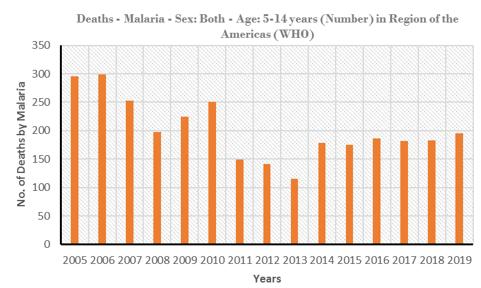 Deaths - Malaria - Sex: Both - Age: 5-14 years (Number) in Region of the
Americas (WHO)
350
300
250
200
150
100
50
0
No. of Deaths by Malaria
2005 2006 2007 2008 2009 2010 2011 2012 2013 2014 2015 2016 2017 2018 2019
Years